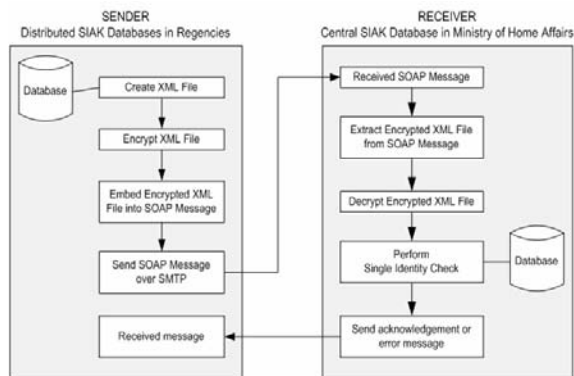 SENDER
Distributed SIAK Databases in Regencies
Database
Create XML File
Encrypt XML File
Embed Encrypted XML
File into SOAP Message
Send SOAP Message
over SMTP
Received message
RECEIVER
Central SIAK Database in Ministry of Home Affairs
Received SOAP Message
Extract Encrypted XML File
from SOAP Message
Decrypt Encrypted XML File
Perform
Single Identity Check
Database
Send acknowledgement or
error message